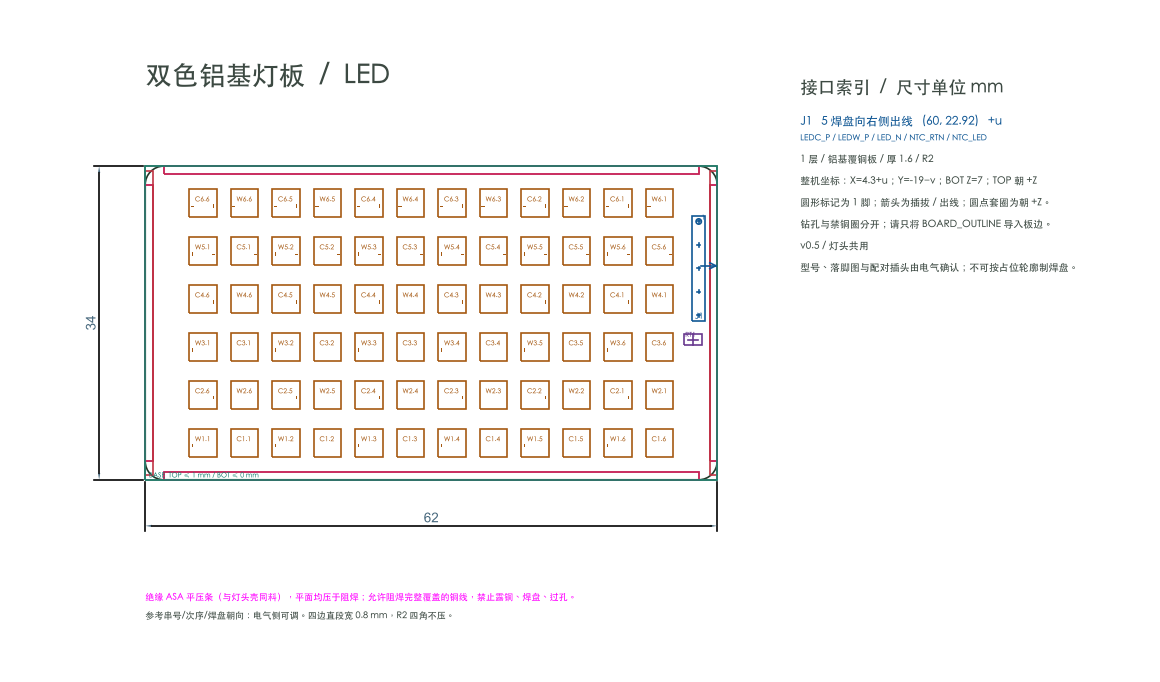 双色铝基灯板 / LED
接口索引 / 尺寸单位 mm
J1 5 焊盘向右侧出线 (60, 22.92) +u
LEDC_P / LEDW_P / LED_N / NTC_RTN / NTC_LED
1 层 / 铝基覆铜板 / 厚 1.6 / R2
整机坐标：X=4.3+u；Y=-19-v；BOT Z=7；TOP 朝 +Z
圆形标记为 1 脚；箭头为插拔 / 出线；圆点套圈为朝 +Z。
钻孔与禁铜圈分开；请只将 BOARD_OUTLINE 导入板边。
v0.5 / 灯头共用
型号、落脚图与配对插头由电气确认；不可按占位轮廓制焊盘。
C6.6 W6.6 C6.5 W6.5 C6.4 W6.4 C6.3 W6.3 C6.2 W6.2 C6.1 W6.1
W5.1 C5.1 W5.2 C5.2 W5.3 C5.3 W5.4 C5.4 W5.5 C5.5 W5.6 C5.6
C4.6 W4.6 C4.5 W4.5 C4.4 W4.4 C4.3 W4.3 C4.2 W4.2 C4.1 W4.1
34
W3.1 C3.1 W3.2 C3.2 W3.3 C3.3 W3.4 C3.4 W3.5 C3.5 W3.6 C3.6
C2.6 W2.6 C2.5 W2.5 C2.4 W2.4 C2.3 W2.3 C2.2 W2.2 C2.1 W2.1
W1.1 C1.1 W1.2 C1.2 W1.3 C1.3 W1.4 C1.4 W1.5 C1.5 W1.6 C1.6
TOP ≤ 1 mm / BOT ≤ 0 mm
62
绝缘 ASA 平压条（与灯头壳同料），平面均压于阻焊；允许阻焊完整覆盖的铜线，禁止露铜、焊盘、过孔。
参考串号/次序/焊盘朝向：电气侧可调。四边直段宽 0.8 mm，R2 四角不压。